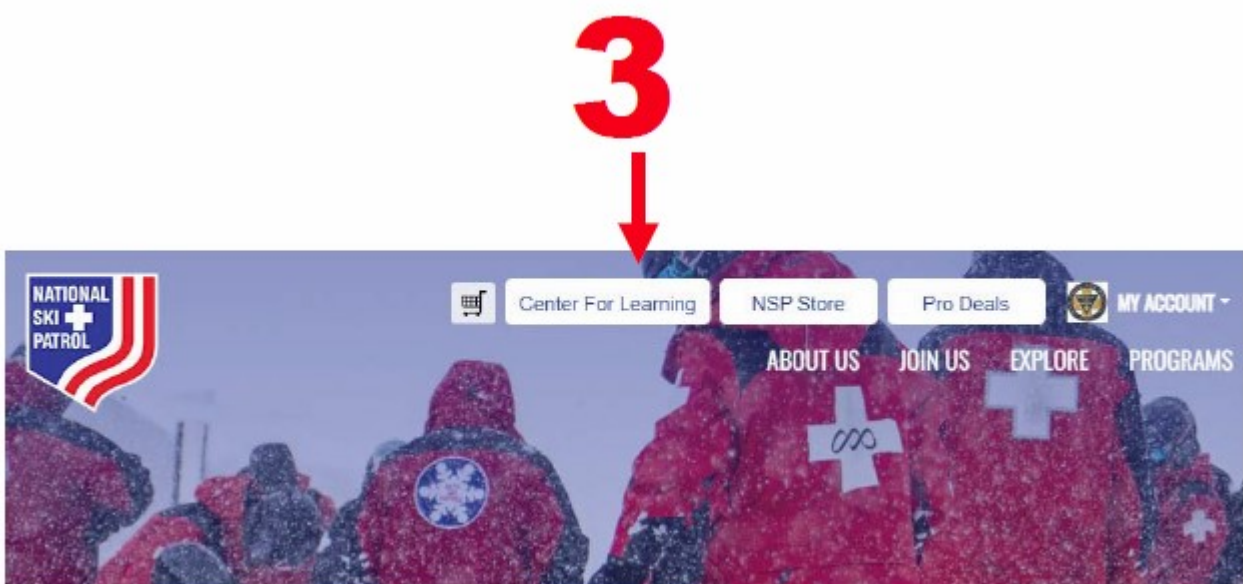 3
NATIONAL
SKI
PATROL
Center For Learning
NSP Store
Pro Deals
MY ACCOUNT
ABOUT US
JOIN US
EXPLORE
PROGRAMS